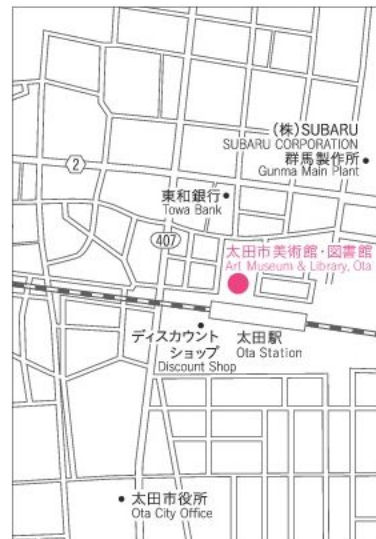 (株)SUBARU
SUBARU CORPORATION
群馬製作所
Gunma Main Plant
2
東和銀行
Towa Bank
407
太田市美術館・図書館
Art Museum & Library, Ota
ディスカウント
ショップ
Discount Shop
太田駅
Ota Station
太田市役所
Ota City Office